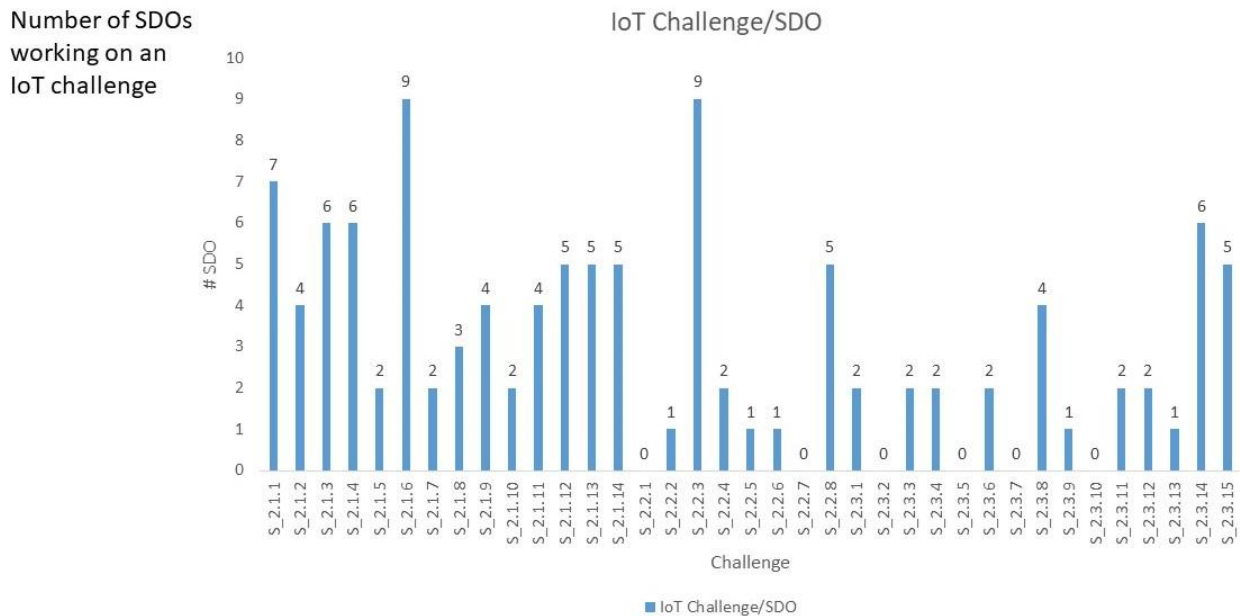 Number of SDOs
working on an
IoT challenge
IoT Challenge/SDO
# SDO
10
9
8
7
6
5
4
3
2
1
0
7
4
6
6
2
9
2
3
4
2
4
5
5
5
0
1
9
2
1
1
0
5
2
0
2
2
0
2
0
4
1
0
2
2
1
6
5
S_2.1.1
S_2.1.2
S_2.1.3
S_2.1.4
S_2.1.5
S_2.1.6
S_2.1.7
S_2.1.8
S_2.1.9
S_2.1.10
S_2.1.11
S_2.1.12
S_2.1.13
S_2.1.14
S_2.2.1
S_2.2.2
S_2.2.3
S_2.2.4
S_2.2.5
S_2.2.6
S_2.2.7
S_2.2.8
S_2.3.1
S_2.3.2
S_2.3.3
S_2.3.4
S_2.3.5
S_2.3.6
S_2.3.7
S_2.3.8
S_2.3.9
S_2.3.10
S_2.3.11
S_2.3.12
S_2.3.13
S_2.3.14
S_2.3.15
Challenge
IoT Challenge/SDO